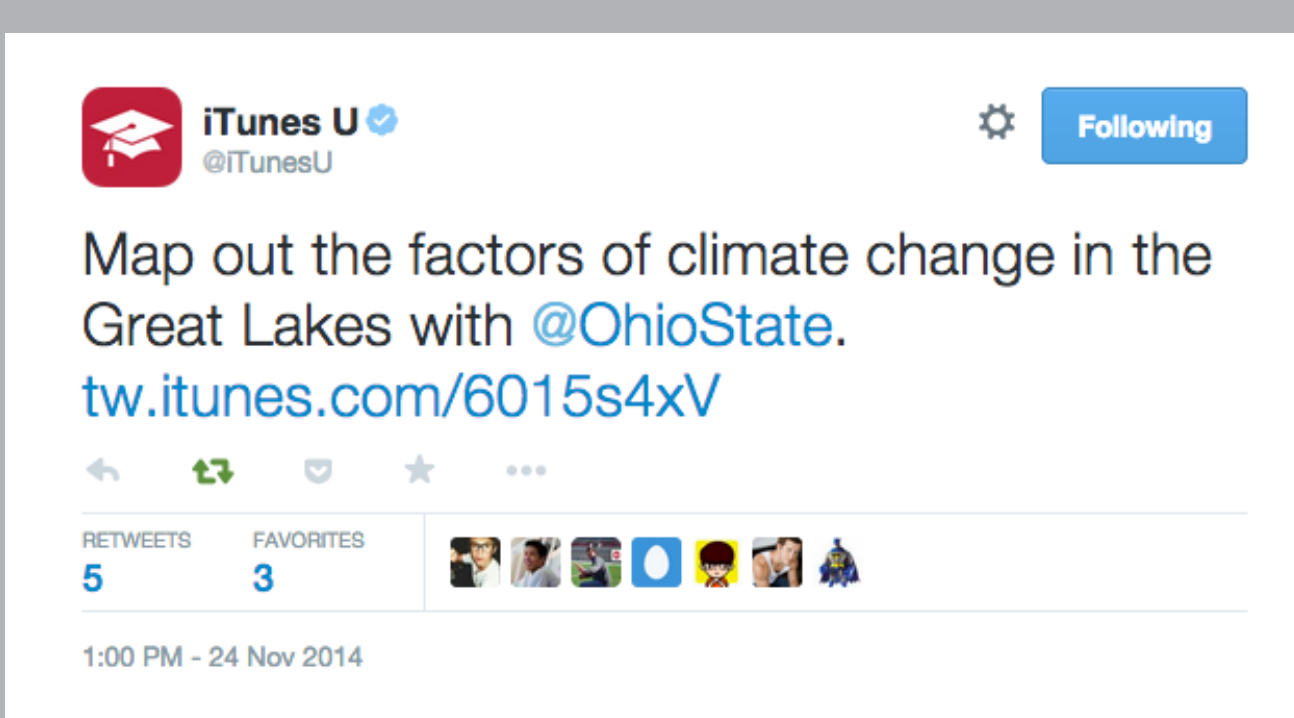 iTunes U
@iTunesU
Following
Map out the factors of climate change in the
Great Lakes with @OhioState.
tw.itunes.com/6015s4xV
RETWEETS FAVORITES
5 3
1:00 PM - 24 Nov 2014